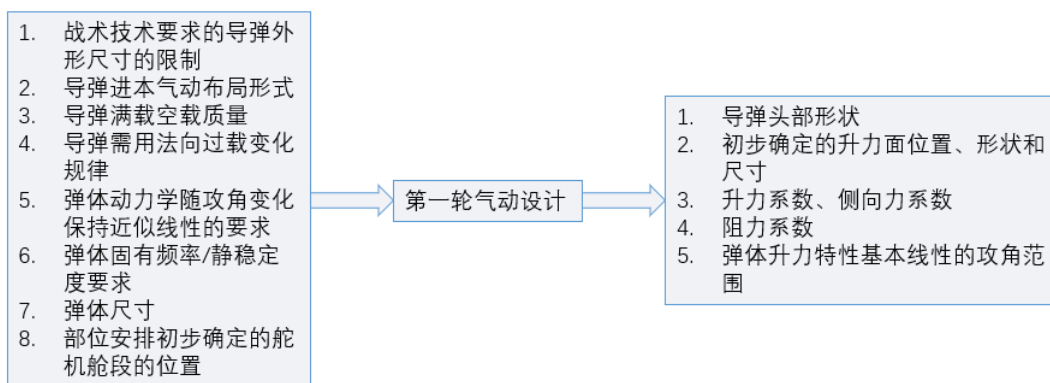 1. 战术技术要求的导弹外
形尺寸的限制
2. 导弹进本气动布局形式
3. 导弹满载空载质量
4. 导弹需用法向过载变化
规律
5. 弹体动力学随攻角变化
保持近似线性的要求
6. 弹体固有频率/静稳定
度要求
7. 弹体尺寸
8. 部位安排初步确定的舵
机舱段的位置
第一轮气动设计
1. 导弹头部形状
2. 初步确定的升力面位置、形状和
尺寸
3. 升力系数、侧向力系数
4. 阻力系数
5. 弹体升力特性基本线性的攻角范
围